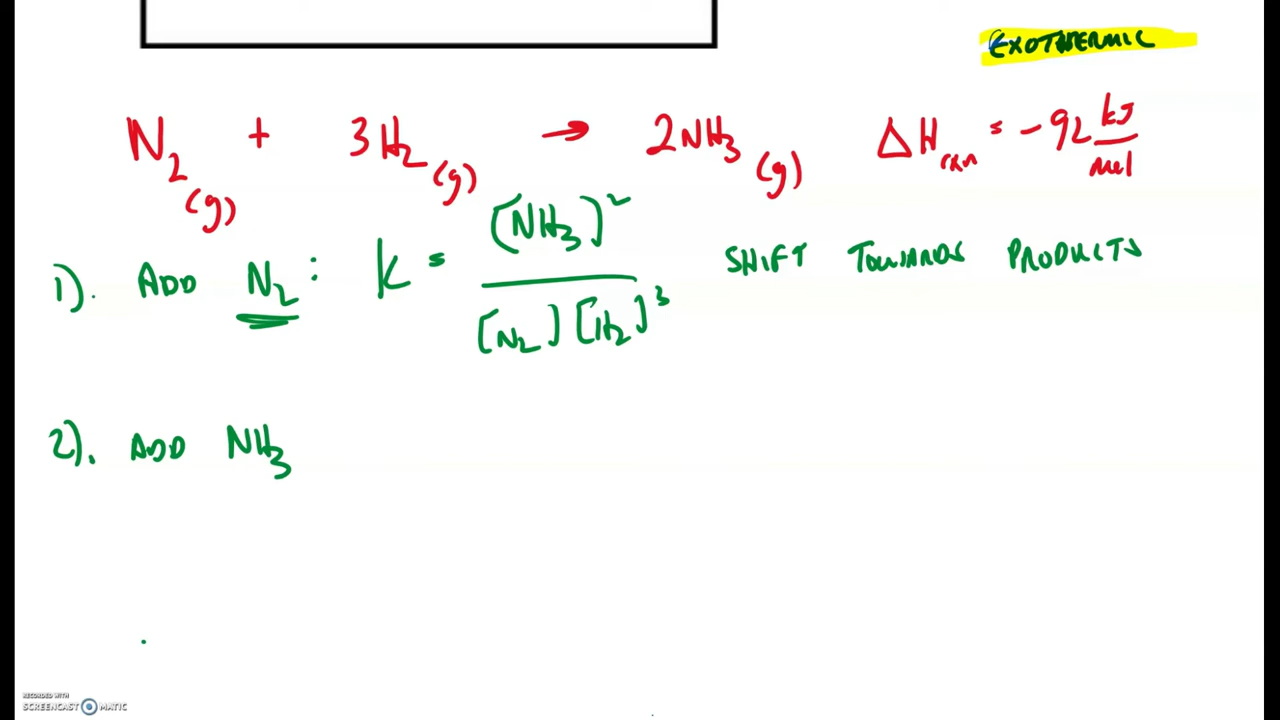 EXOTHERMIC
N₂(g) + 3H₂(g) → 2NH₃(g) ΔHrxn = -92 kJ/mol
1). ADD N₂: K = [NH₃]² / [N₂][H₂]³ SHIFT TOWARDS PRODUCTS
2). ADD NH₃
RECORDED WITH
SCREENCAST MATIC